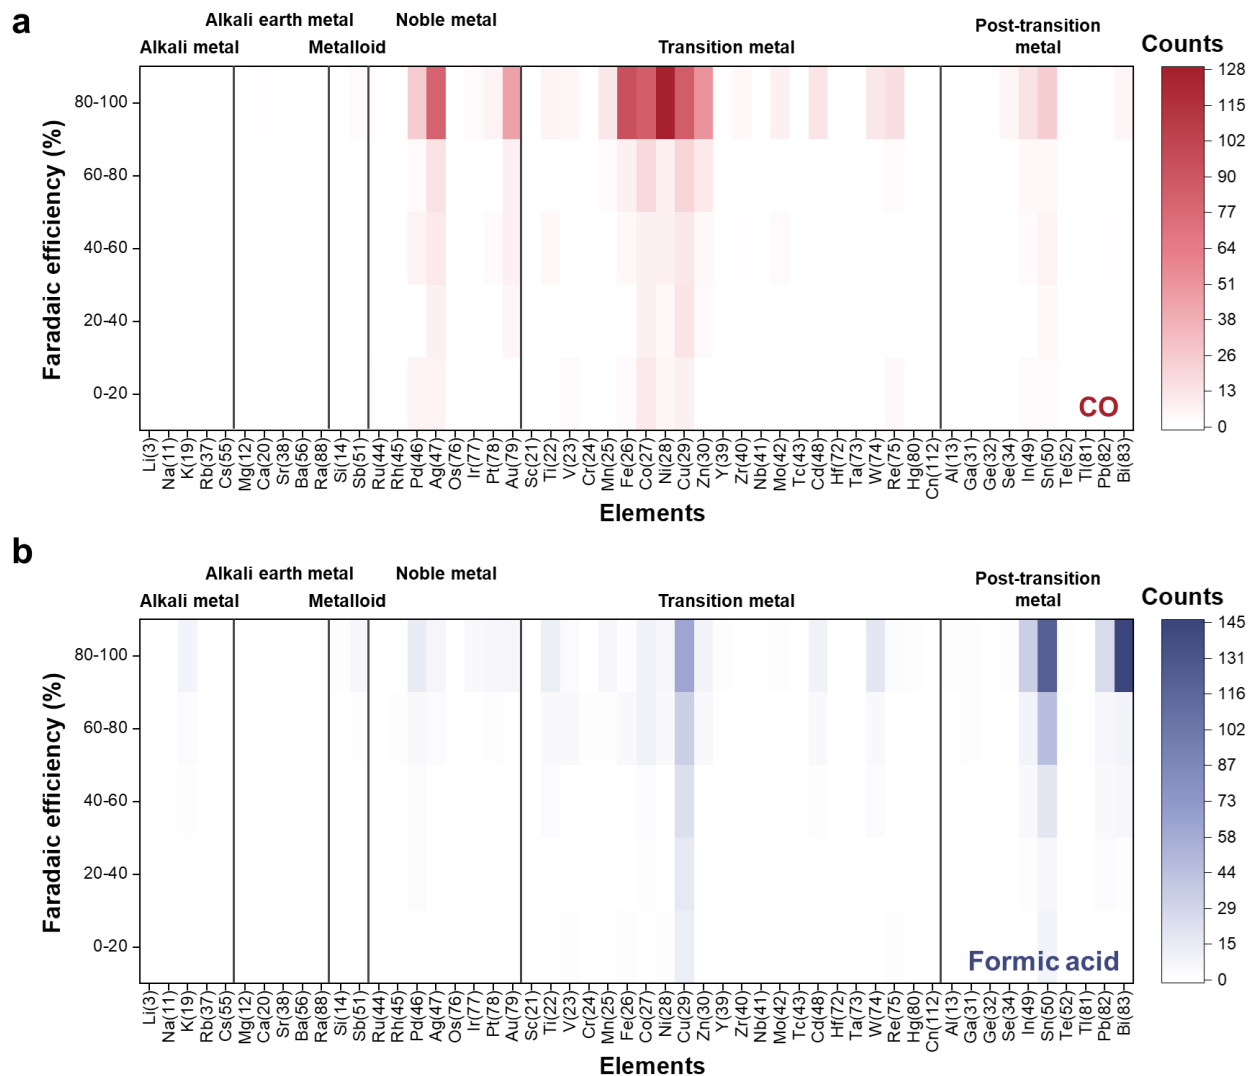 a
Alkali earth metal
Noble metal
Post-transition
metal
Alkali metal
Metalloid
Transition metal
Counts
Faradaic efficiency (%)
80-100
60-80
40-60
20-40
0-20
128
115
102
90
77
64
51
38
26
13
0
CO
Li(3)
Na(11)
K(19)
Rb(37)
Cs(55)
Mg(12)
Ca(20)
Sr(38)
Ba(56)
Ra(88)
Si(14)
Sb(51)
Ru(44)
Rh(45)
Pd(46)
Ag(47)
Os(76)
Ir(77)
Pt(78)
Au(79)
Sc(21)
Ti(22)
V(23)
Cr(24)
Mn(25)
Fe(26)
Co(27)
Ni(28)
Cu(29)
Zn(30)
Y(39)
Zr(40)
Nb(41)
Mo(42)
Tc(43)
Cd(48)
Hf(72)
Ta(73)
W(74)
Re(75)
Hg(80)
Cn(112)
Al(13)
Ga(31)
Ge(32)
Se(34)
In(49)
Sn(50)
Te(52)
Tl(81)
Pb(82)
Bi(83)
Elements
b
Alkali earth metal
Noble metal
Post-transition
metal
Alkali metal
Metalloid
Transition metal
Counts
Faradaic efficiency (%)
80-100
60-80
40-60
20-40
0-20
145
131
116
102
87
73
58
44
29
15
0
Formic acid
Li(3)
Na(11)
K(19)
Rb(37)
Cs(55)
Mg(12)
Ca(20)
Sr(38)
Ba(56)
Ra(88)
Si(14)
Sb(51)
Ru(44)
Rh(45)
Pd(46)
Ag(47)
Os(76)
Ir(77)
Pt(78)
Au(79)
Sc(21)
Ti(22)
V(23)
Cr(24)
Mn(25)
Fe(26)
Co(27)
Ni(28)
Cu(29)
Zn(30)
Y(39)
Zr(40)
Nb(41)
Mo(42)
Tc(43)
Cd(48)
Hf(72)
Ta(73)
W(74)
Re(75)
Hg(80)
Cn(112)
Al(13)
Ga(31)
Ge(32)
Se(34)
In(49)
Sn(50)
Te(52)
Tl(81)
Pb(82)
Bi(83)
Elements